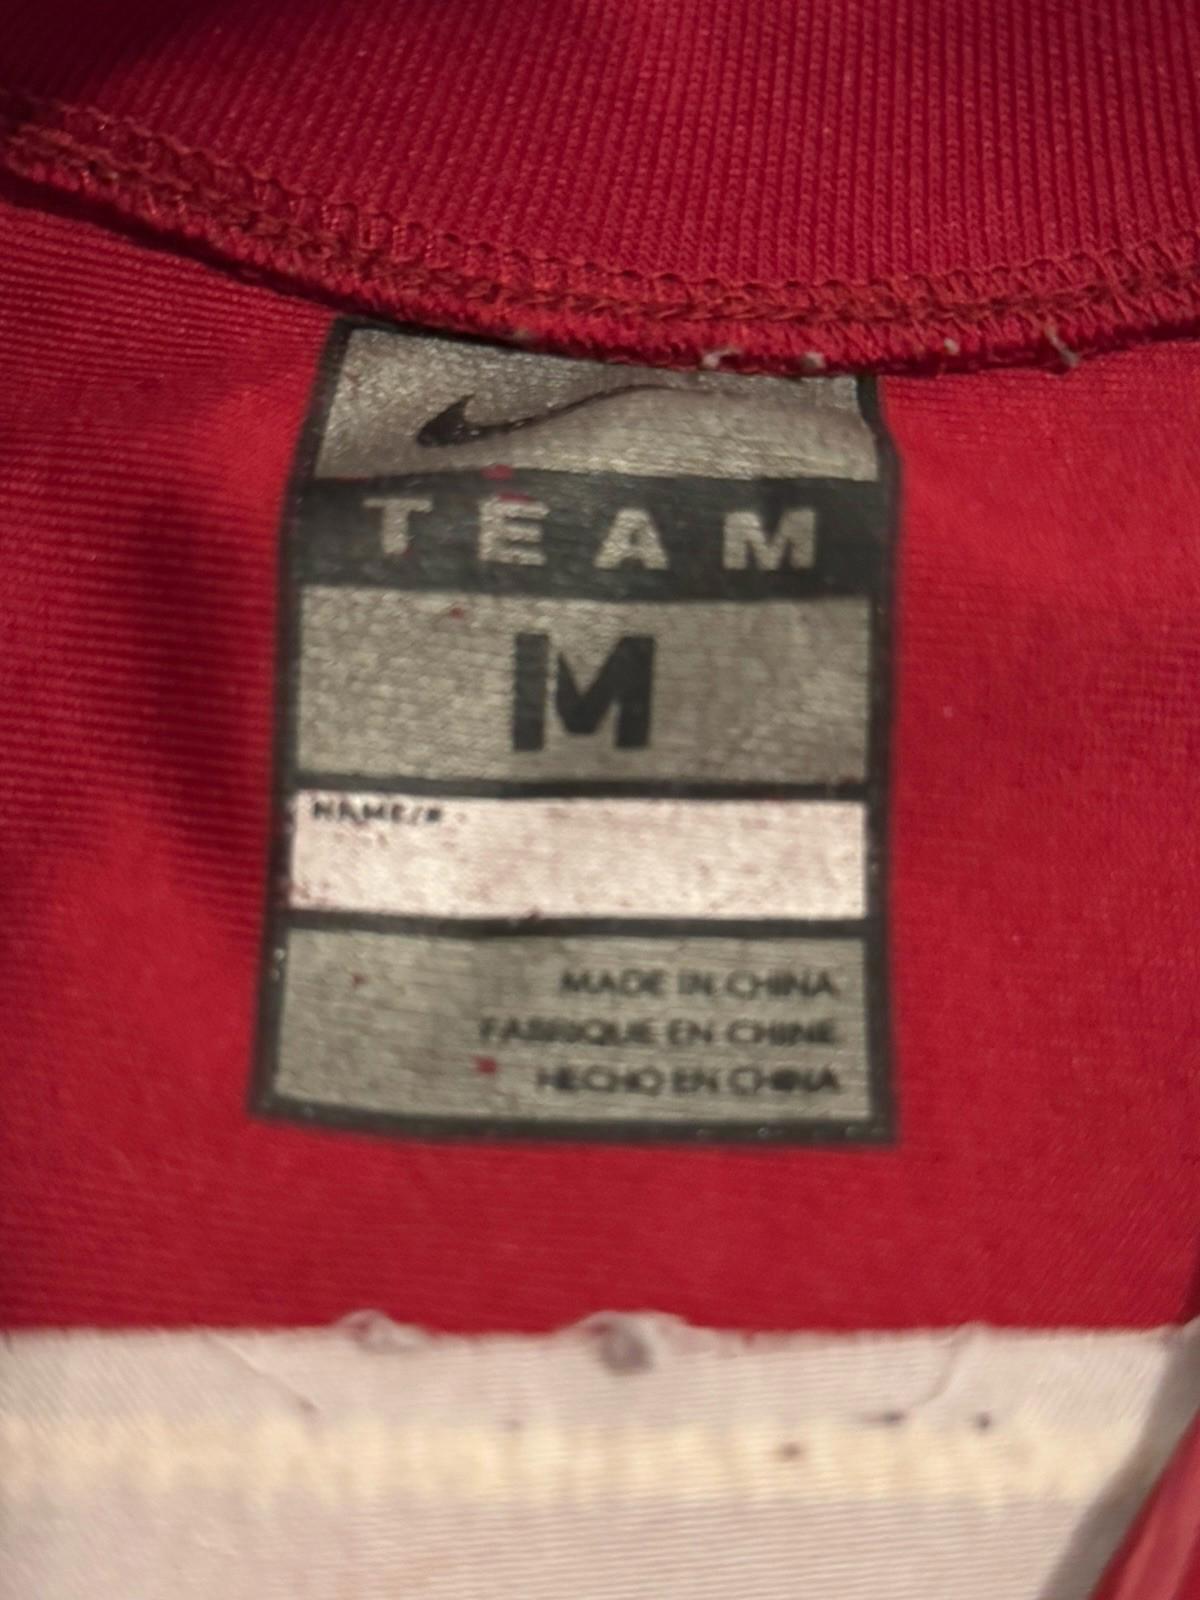 TEAM
M
NAME/#
MADE IN CHINA
FABRIQUE EN CHINE
HECHO EN CHINA